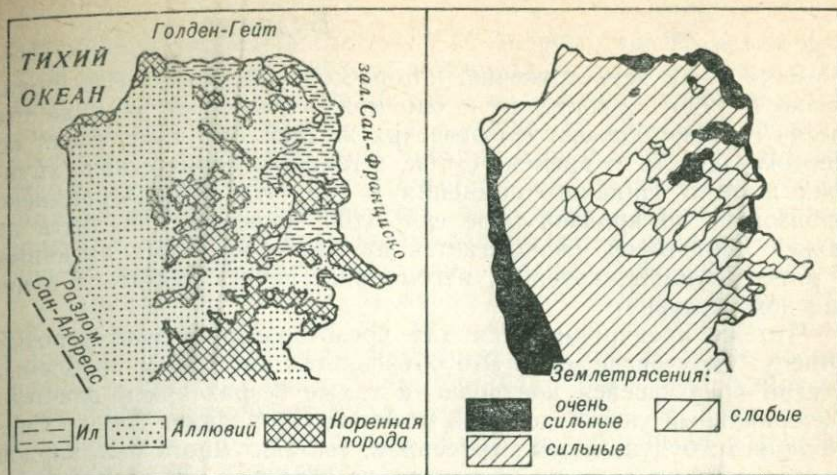 Голден-Гейт
ТИХИЙ
ОКЕАН
зал. Сан-Франциско
Разлом
Сан-Андреас
Ил
Аллювий
Коренная
порода
Землетрясения:
очень
сильные
слабые
сильные